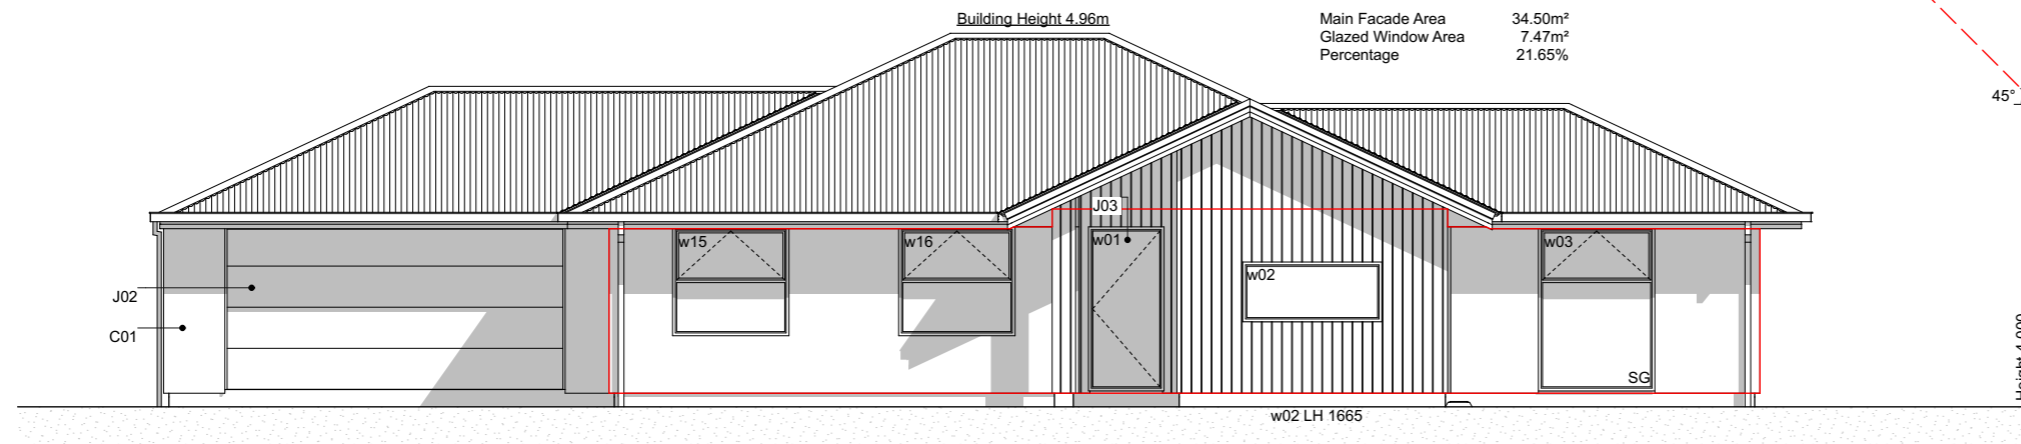 Building Height 4.96m
Main Facade Area 34.50m²
Glazed Window Area 7.47m²
Percentage 21.65%
45°
J03
w15
w16
w01
w03
w02
J02
C01
SG
w02 LH 1665